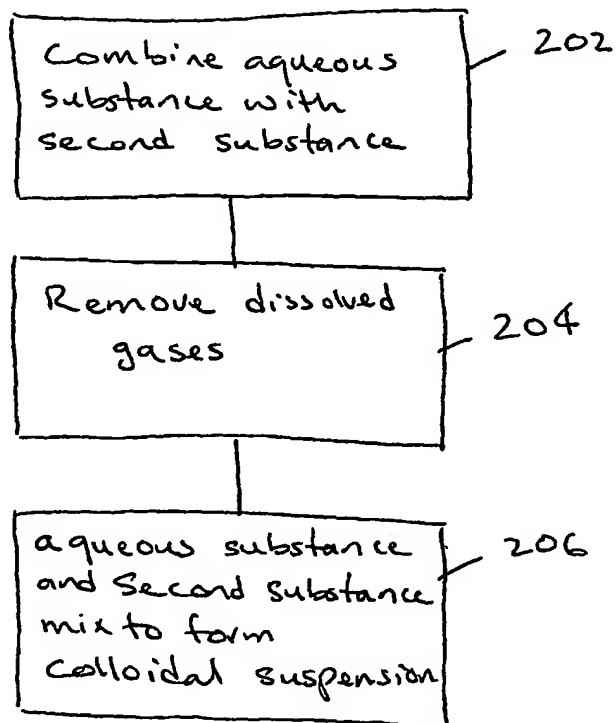 Combine aqueous
substance with
second substance
202
Remove dissolved
gases
204
aqueous substance
and Second substance
mix to form
Colloidal suspension
206